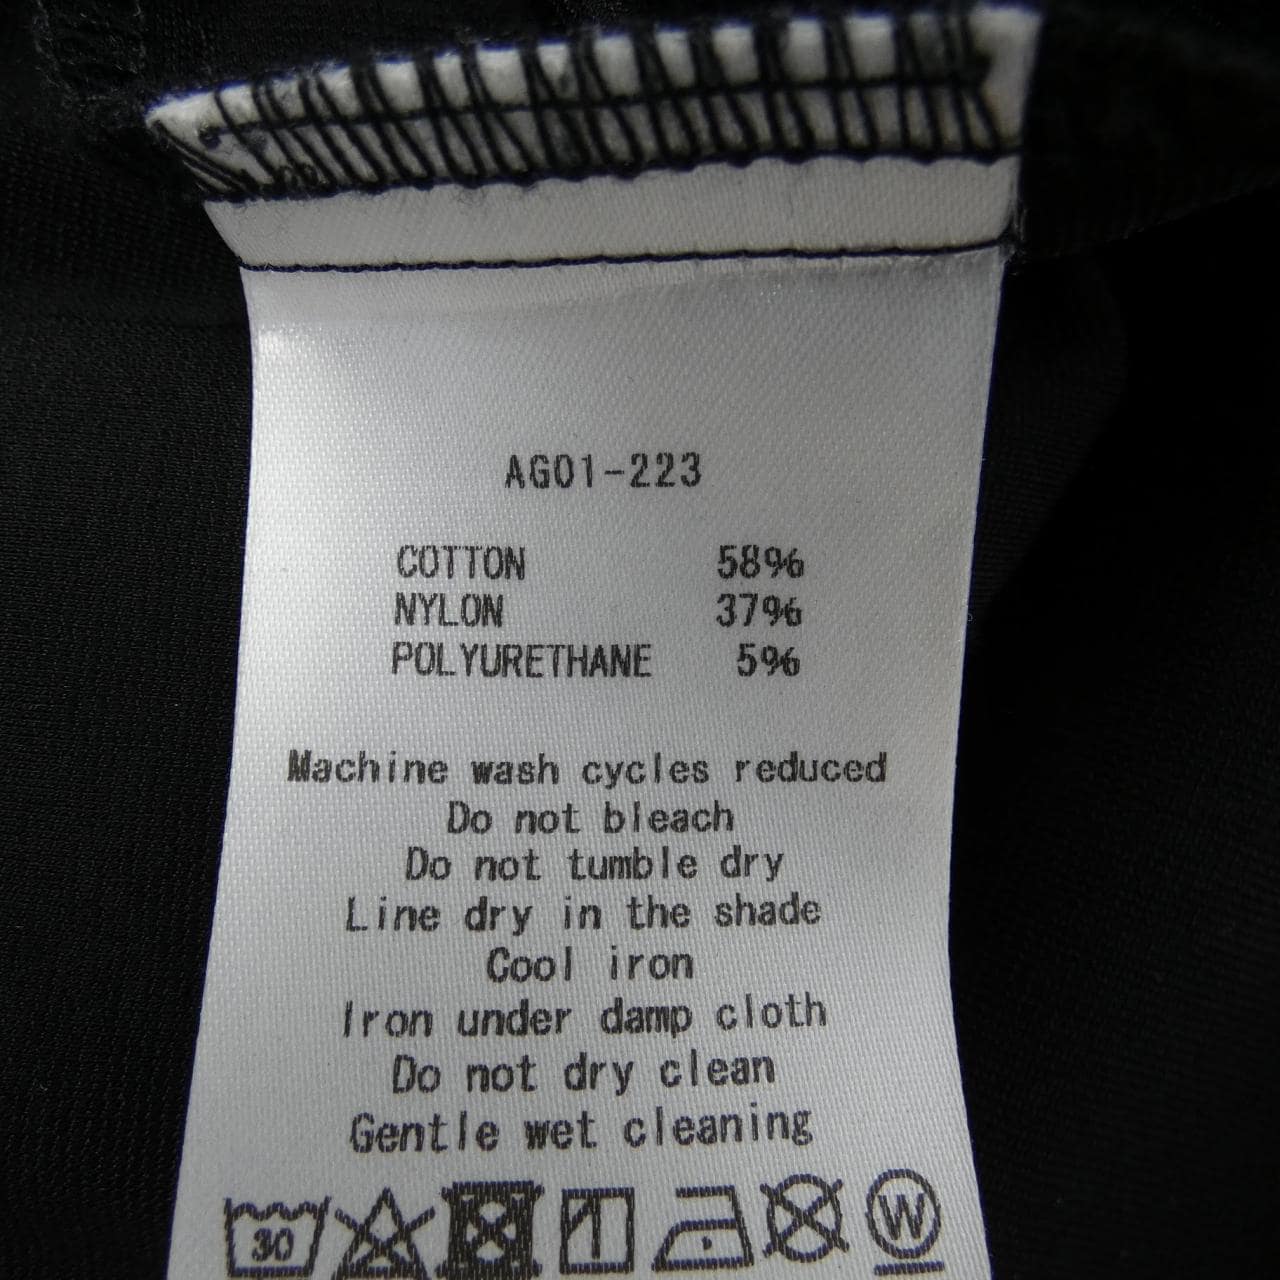 AG01-223
COTTON 58%
NYLON 37%
POLYURETHANE 5%
Machine wash cycles reduced
Do not bleach
Do not tumble dry
Line dry in the shade
Cool iron
Iron under damp cloth
Do not dry clean
Gentle wet cleaning
30 W